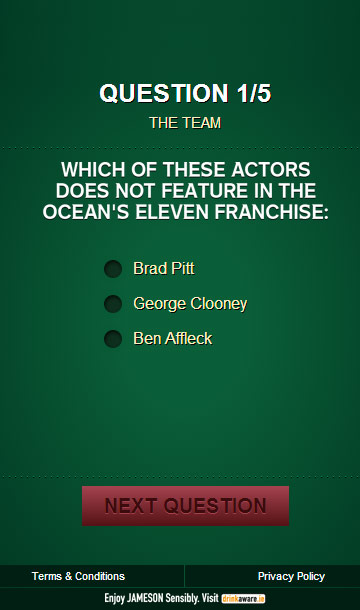 QUESTION 1/5
THE TEAM
WHICH OF THESE ACTORS
DOES NOT FEATURE IN THE
OCEAN'S ELEVEN FRANCHISE:
Brad Pitt
George Clooney
Ben Affleck
NEXT QUESTION
Terms & Conditions
Privacy Policy
Enjoy JAMESON Sensibly. Visit drinkaware.ie